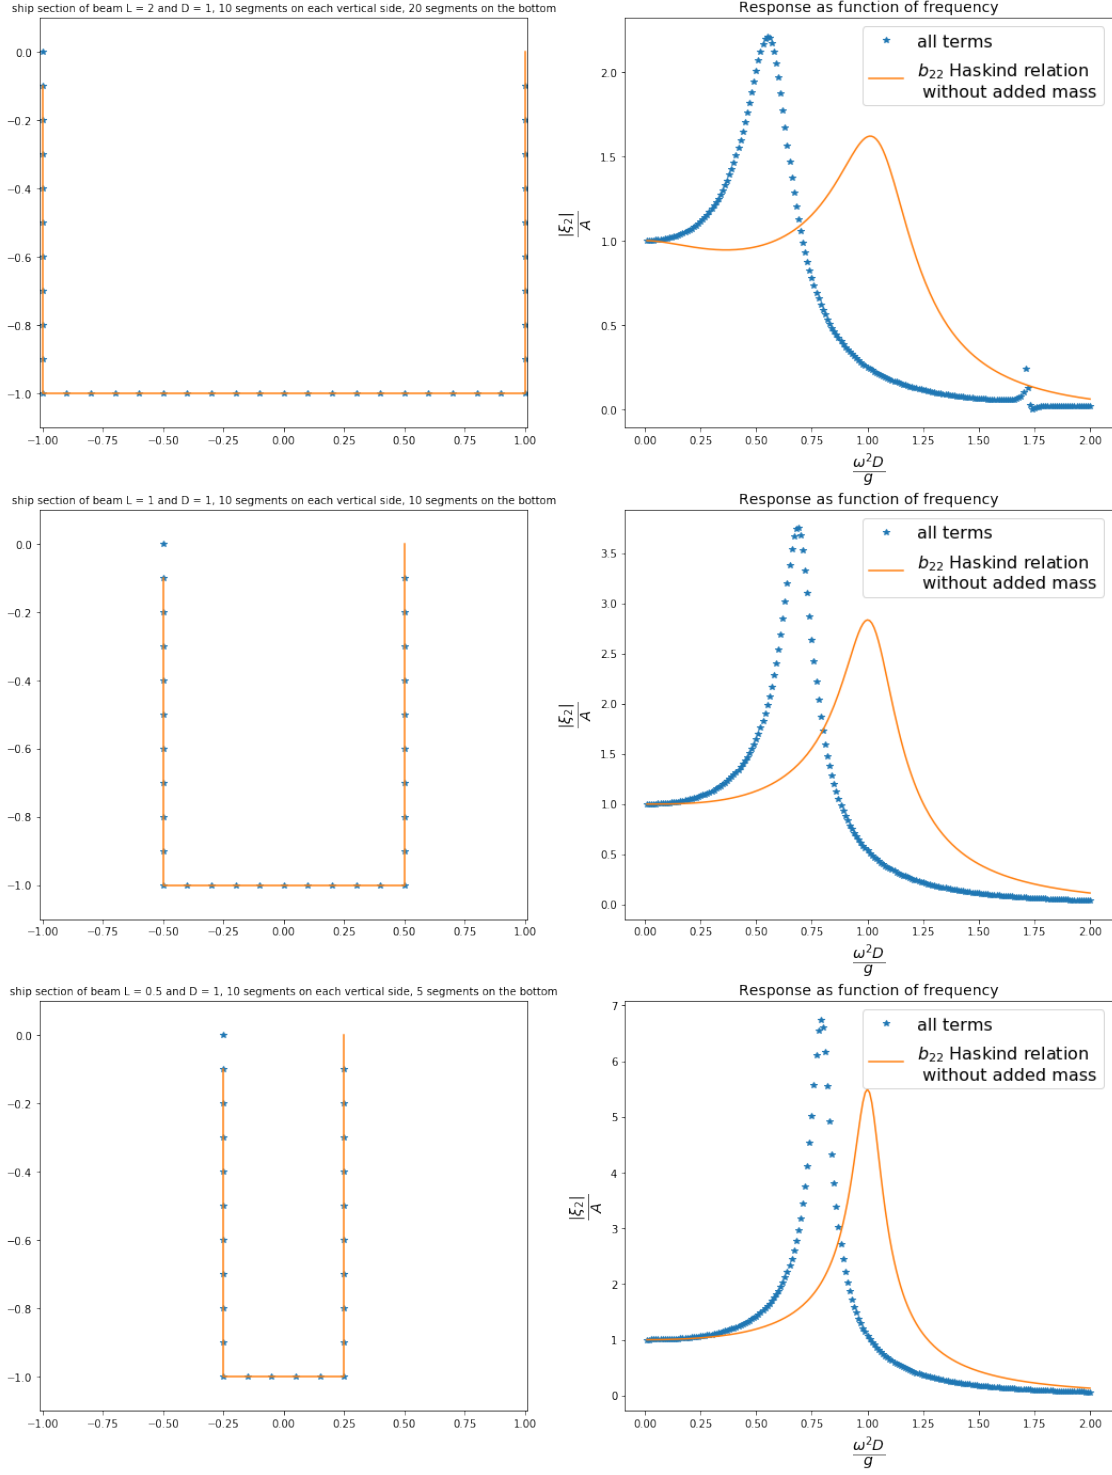 ship section of beam L = 2 and D = 1, 10 segments on each vertical side, 20 segments on the bottom
0.0
−0.2
−0.4
−0.6
−0.8
−1.0
−1.00 −0.75 −0.50 −0.25 0.00 0.25 0.50 0.75 1.00
Response as function of frequency
all terms
b₂₂ Haskind relation
without added mass
2.0
1.5
1.0
0.5
0.0
|ξ₂|/A
0.00 0.25 0.50 0.75 1.00 1.25 1.50 1.75 2.00
ω²D/g
ship section of beam L = 1 and D = 1, 10 segments on each vertical side, 10 segments on the bottom
0.0
−0.2
−0.4
−0.6
−0.8
−1.0
−1.00 −0.75 −0.50 −0.25 0.00 0.25 0.50 0.75 1.00
Response as function of frequency
all terms
b₂₂ Haskind relation
without added mass
3.5
3.0
2.5
2.0
1.5
1.0
0.5
0.0
|ξ₂|/A
0.00 0.25 0.50 0.75 1.00 1.25 1.50 1.75 2.00
ω²D/g
ship section of beam L = 0.5 and D = 1, 10 segments on each vertical side, 5 segments on the bottom
0.0
−0.2
−0.4
−0.6
−0.8
−1.0
−1.00 −0.75 −0.50 −0.25 0.00 0.25 0.50 0.75 1.00
Response as function of frequency
all terms
b₂₂ Haskind relation
without added mass
7
6
5
4
3
2
1
0
|ξ₂|/A
0.00 0.25 0.50 0.75 1.00 1.25 1.50 1.75 2.00
ω²D/g